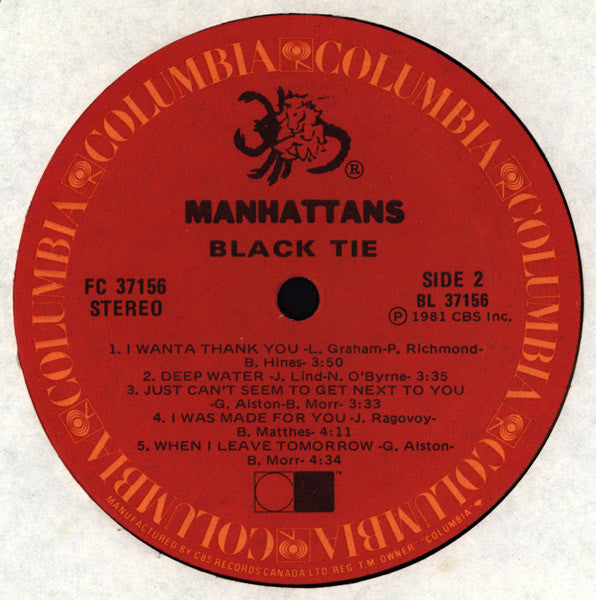 COLUMBIA COLUMBIA COLUMBIA COLUMBIA COLUMBIA COLUMBIA COLUMBIA
®
MANHATTANS
BLACK TIE
FC 37156
STEREO
SIDE 2
BL 37156
Ⓟ 1981 CBS Inc.
1. I WANTA THANK YOU -L. Graham-P. Richmond-
B. Hines- 3:50
2. DEEP WATER -J. Lind-N. O'Byrne- 3:35
3. JUST CAN'T SEEM TO GET NEXT TO YOU
-G. Alston-B. Morr- 3:33
4. I WAS MADE FOR YOU -J. Ragovoy-
B. Matthes- 4:11
5. WHEN I LEAVE TOMORROW -G. Alston-
B. Morr- 4:34
™
MANUFACTURED BY CBS RECORDS CANADA LTD. REG. T.M. OWNER "COLUMBIA"